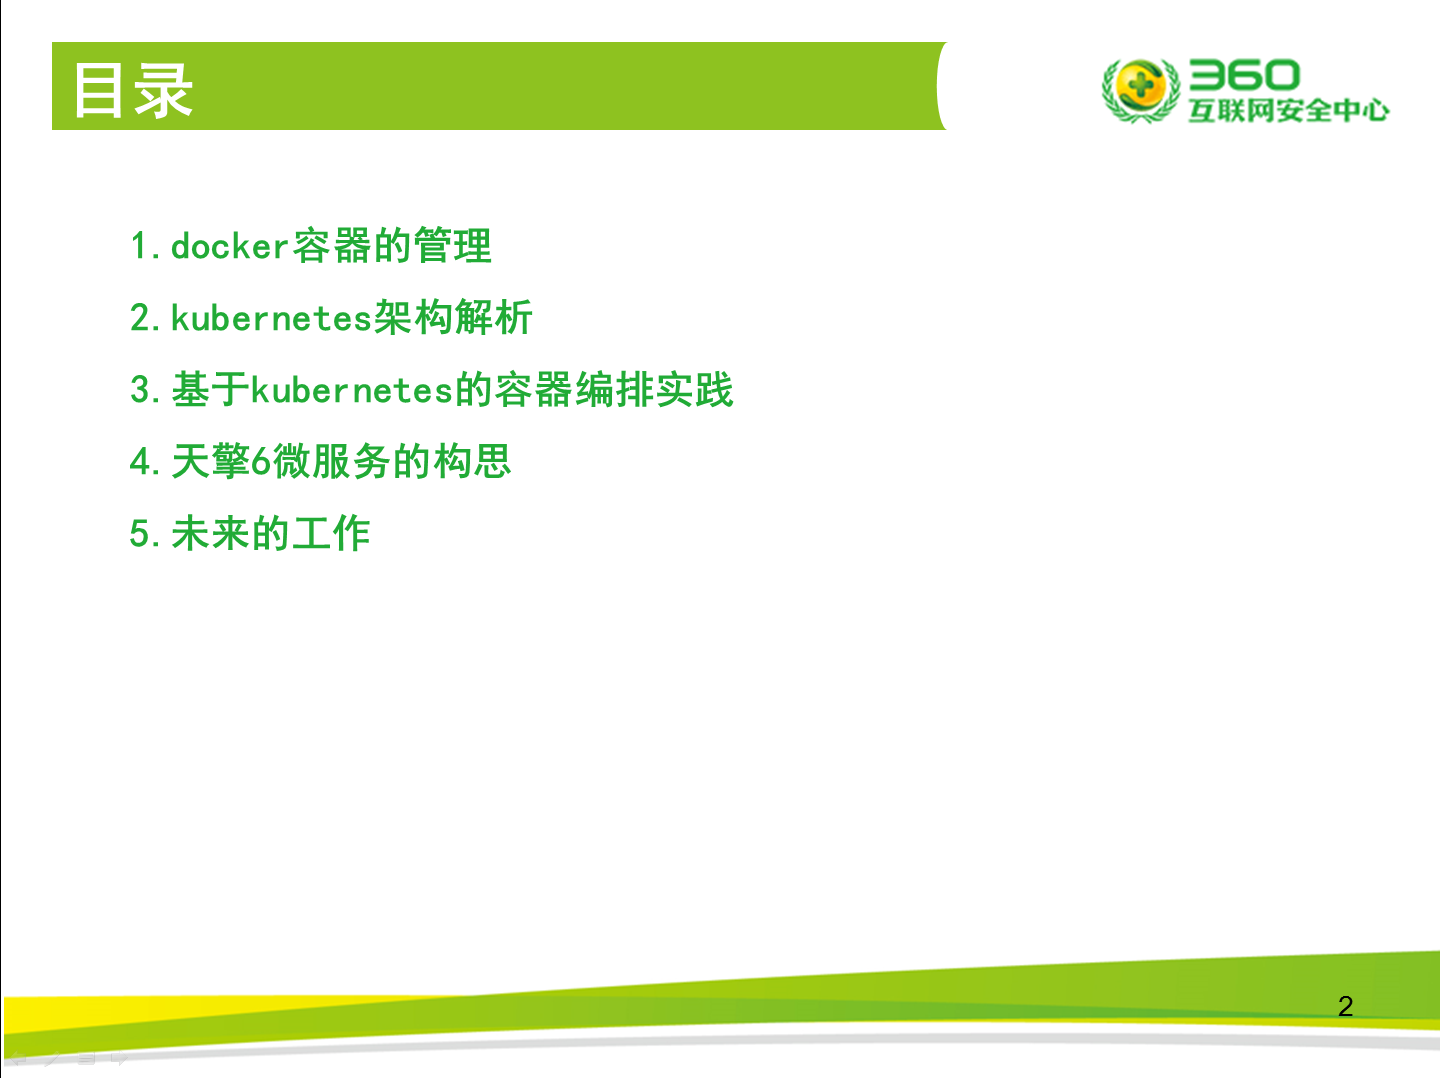 目录
360
互联网安全中心
1.docker容器的管理
2.kubernetes架构解析
3.基于kubernetes的容器编排实践
4.天擎6微服务的构思
5.未来的工作
2